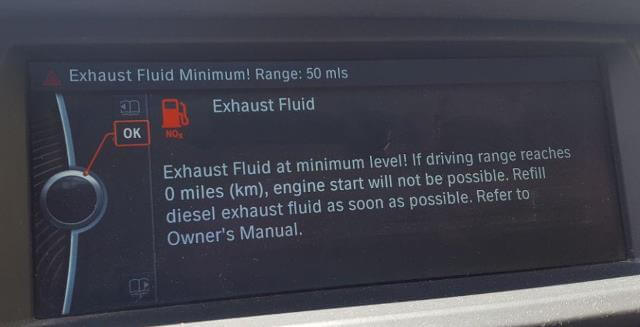 Exhaust Fluid Minimum! Range: 50 mls
Exhaust Fluid
OK
NOx
Exhaust Fluid at minimum level! If driving range reaches
0 miles (km), engine start will not be possible. Refill
diesel exhaust fluid as soon as possible. Refer to
Owner's Manual.